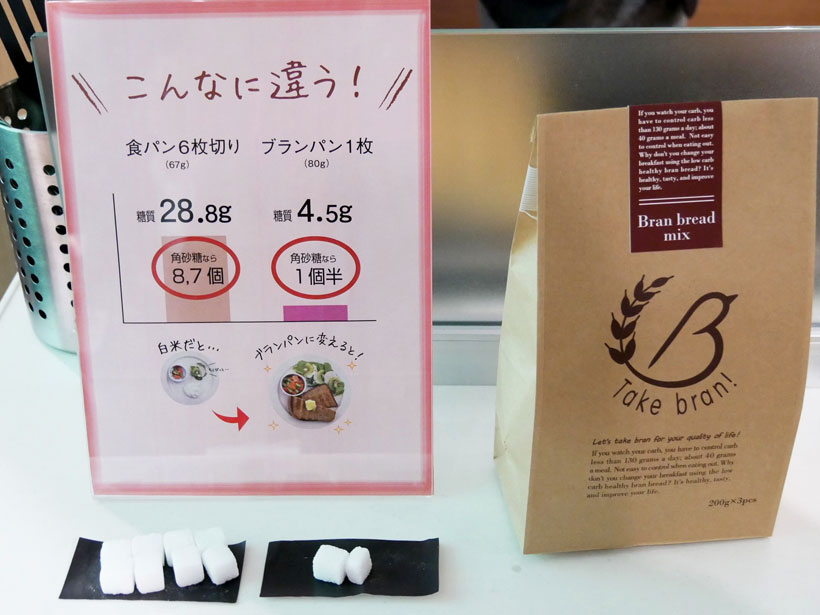 こんなに違う!
食パン6枚切り
(67g)
ブランパン1枚
(80g)
糖質 28.8g
糖質 4.5g
角砂糖なら
8,7個
角砂糖なら
1個半
白米だと…
ブランパンに変えると!
If you watch your carb, you
have to control carb less
than 130 grams a day; about
40 grams a meal. Not easy
to control when eating out.
Why don't you change your
breakfast using the low carb
healthy bran bread? It's
healthy, tasty, and improve
your life.
Bran bread
mix
Take bran!
Let's take bran for your quality of life!
If you watch your carb, you have to control carb
less than 130 grams a day; about 40 grams
a meal. Not easy to control when eating out. Why
don't you change your breakfast using the low
carb healthy bran bread? It's healthy, tasty,
and improve your life.
200g×3pcs